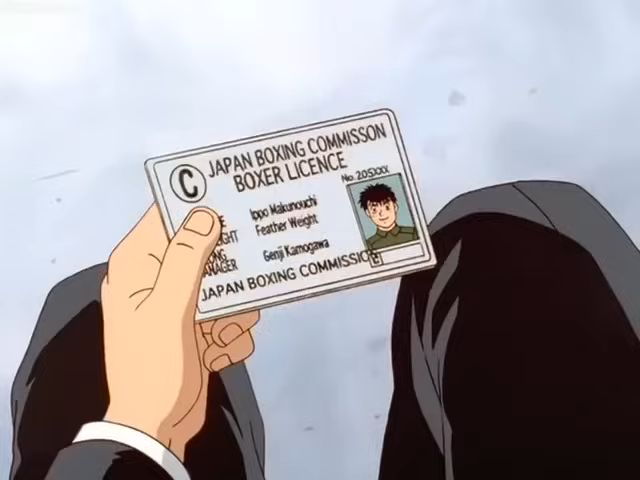 C
JAPAN BOXING COMMISSON
BOXER LICENCE
No. 205XXX
Ippo Makunouchi
Feather Weight
Genji Kamogawa
JAPAN BOXING COMMISSIO